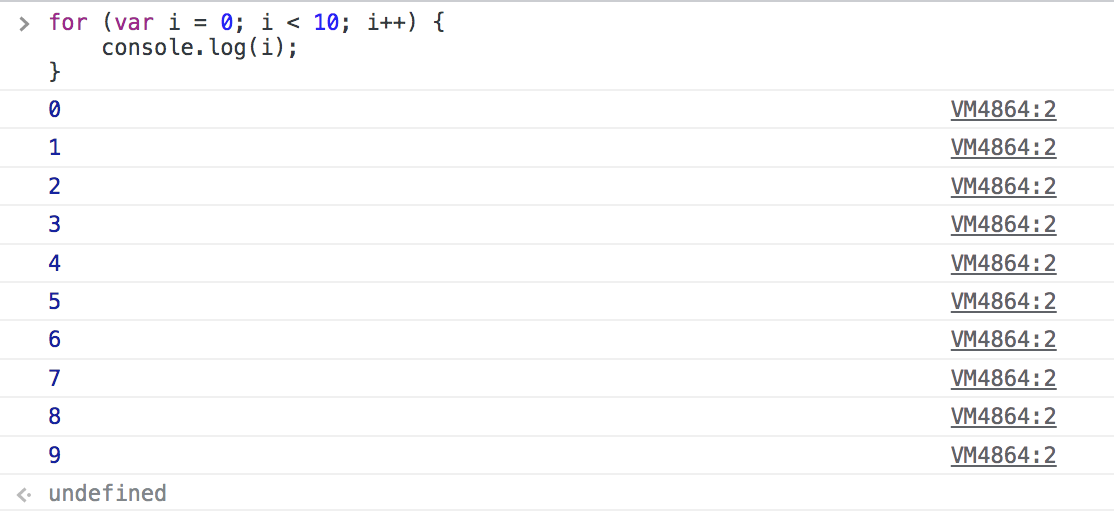 > for (var i = 0; i < 10; i++) {
    console.log(i);
}
0 VM4864:2
1 VM4864:2
2 VM4864:2
3 VM4864:2
4 VM4864:2
5 VM4864:2
6 VM4864:2
7 VM4864:2
8 VM4864:2
9 VM4864:2
undefined